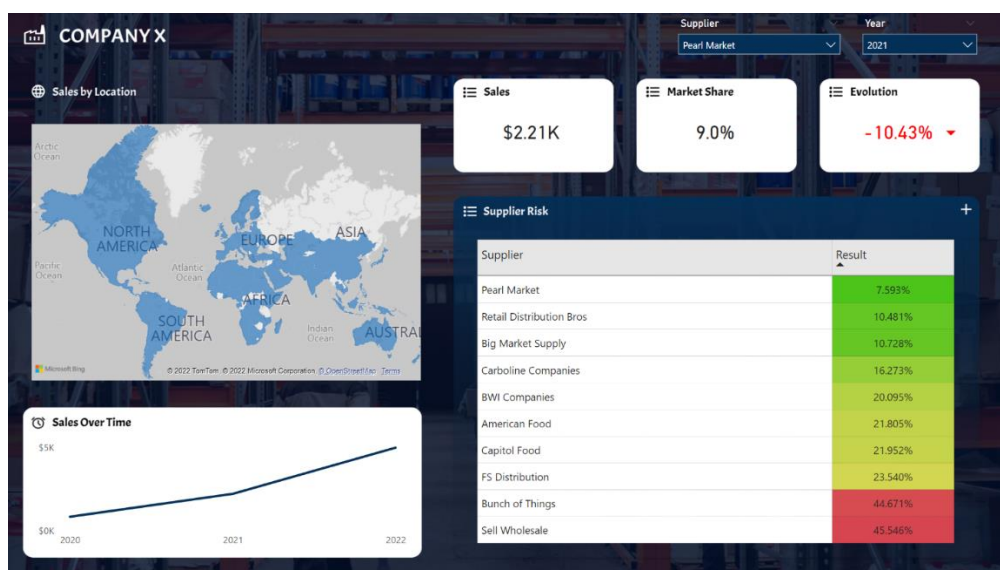 COMPANY X
Supplier
Pearl Market
Year
2021
Sales by Location
Arctic
Ocean
NORTH
AMERICA
EUROPE
ASIA
Pacific
Ocean
Atlantic
Ocean
AFRICA
SOUTH
AMERICA
Indian
Ocean
AUSTRAL
Microsoft Bing
© 2022 TomTom, © 2022 Microsoft Corporation, © OpenStreetMap Terms
Sales
$2.21K
Market Share
9.0%
Evolution
-10.43%
Supplier Risk
Supplier Result
Pearl Market 7.593%
Retail Distribution Bros 10.481%
Big Market Supply 10.728%
Carboline Companies 16.273%
BWI Companies 20.095%
American Food 21.805%
Capitol Food 21.952%
FS Distribution 23.540%
Bunch of Things 44.671%
Sell Wholesale 45.546%
Sales Over Time
$5K
$0K
2020 2021 2022